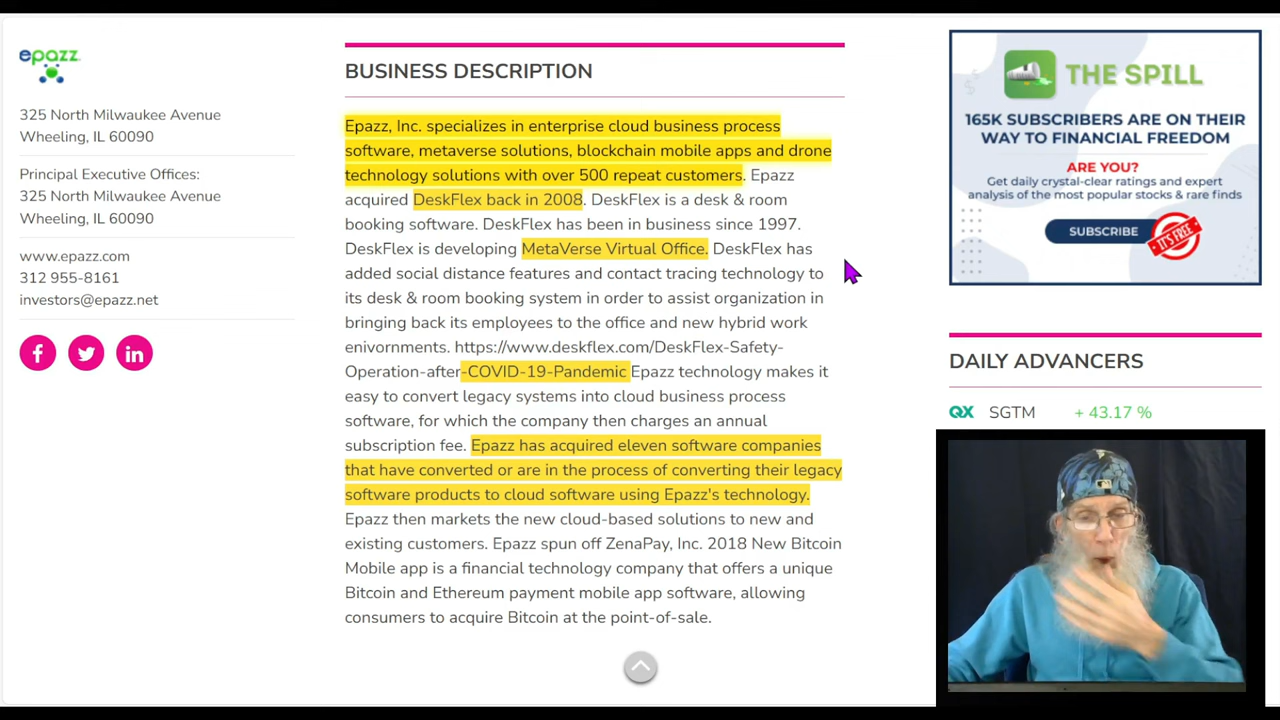 epazz
325 North Milwaukee Avenue
Wheeling, IL 60090
Principal Executive Offices:
325 North Milwaukee Avenue
Wheeling, IL 60090
www.epazz.com
312 955-8161
investors@epazz.net
BUSINESS DESCRIPTION
Epazz, Inc. specializes in enterprise cloud business process
software, metaverse solutions, blockchain mobile apps and drone
technology solutions with over 500 repeat customers. Epazz
acquired DeskFlex back in 2008. DeskFlex is a desk & room
booking software. DeskFlex has been in business since 1997.
DeskFlex is developing MetaVerse Virtual Office. DeskFlex has
added social distance features and contact tracing technology to
its desk & room booking system in order to assist organization in
bringing back its employees to the office and new hybrid work
enivornments. https://www.deskflex.com/DeskFlex-Safety-
Operation-after-COVID-19-Pandemic Epazz technology makes it
easy to convert legacy systems into cloud business process
software, for which the company then charges an annual
subscription fee. Epazz has acquired eleven software companies
that have converted or are in the process of converting their legacy
software products to cloud software using Epazz's technology.
Epazz then markets the new cloud-based solutions to new and
existing customers. Epazz spun off ZenaPay, Inc. 2018 New Bitcoin
Mobile app is a financial technology company that offers a unique
Bitcoin and Ethereum payment mobile app software, allowing
consumers to acquire Bitcoin at the point-of-sale.
THE SPILL
165K SUBSCRIBERS ARE ON THEIR
WAY TO FINANCIAL FREEDOM
ARE YOU?
Get daily crystal-clear ratings and expert
analysis of the most popular stocks & rare finds
SUBSCRIBE
IT'S FREE
DAILY ADVANCERS
QX SGTM + 43.17 %